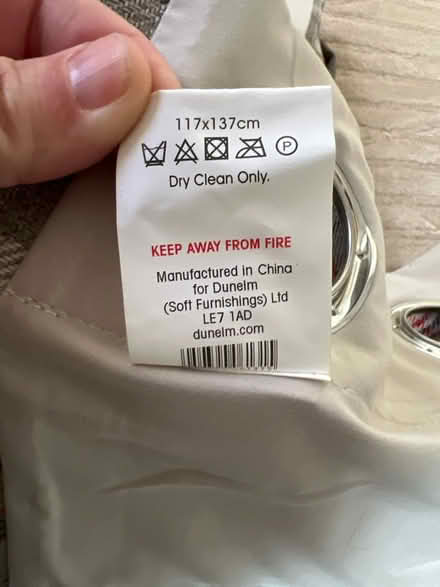 117x137cm
P
Dry Clean Only.
KEEP AWAY FROM FIRE
Manufactured in China
for Dunelm
(Soft Furnishings) Ltd
LE7 1AD
dunelm.com